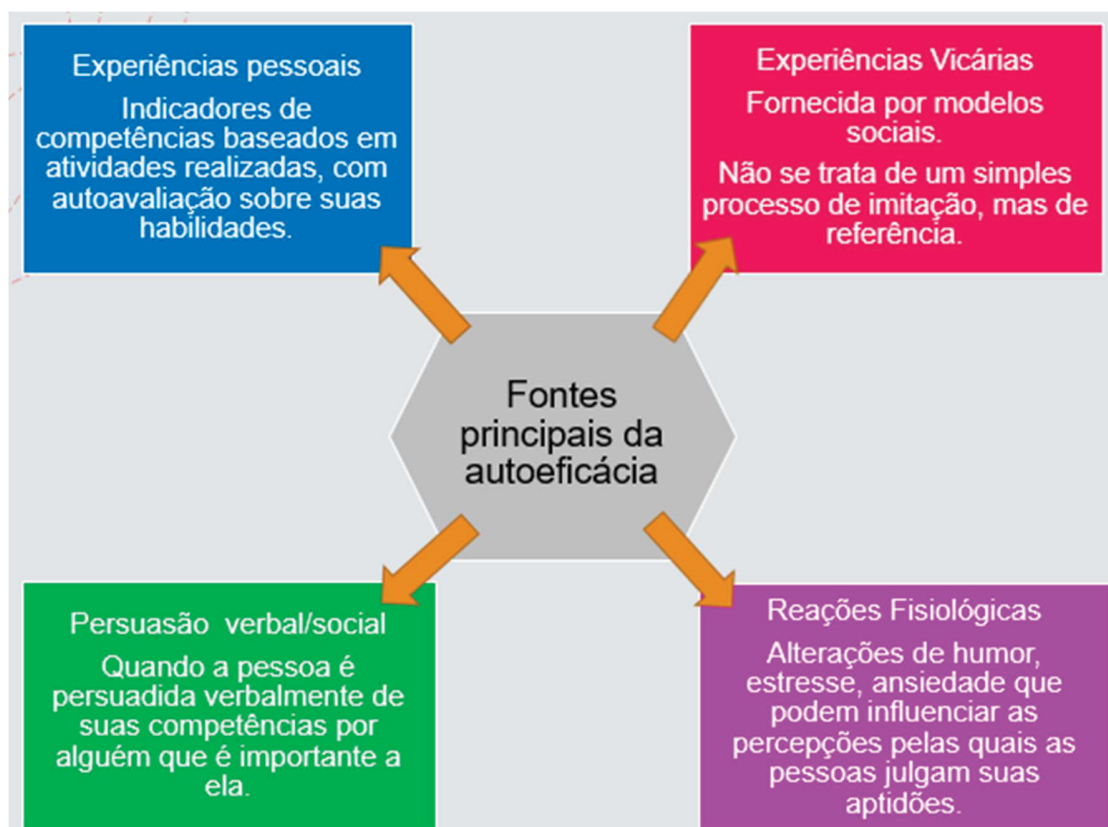 Experiências pessoais
Indicadores de
competências baseados em
atividades realizadas, com
autoavaliação sobre suas
habilidades.
Experiências Vicárias
Fornecida por modelos
sociais.
Não se trata de um simples
processo de imitação, mas de
referência.
Fontes
principais da
autoeficácia
Persuasão verbal/social
Quando a pessoa é
persuadida verbalmente de
suas competências por
alguém que é importante a
ela.
Reações Fisiológicas
Alterações de humor,
estresse, ansiedade que
podem influenciar as
percepções pelas quais as
pessoas julgam suas
aptidões.